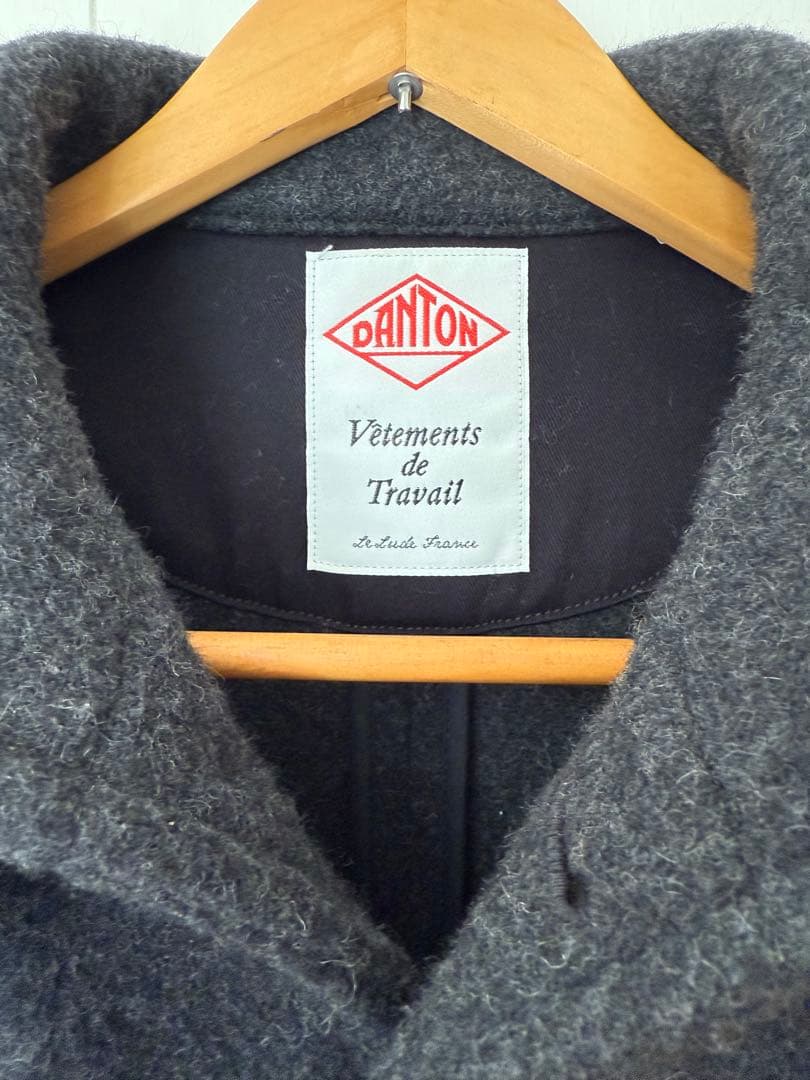 DANTON
Vêtements
de
Travail
Le Lude France